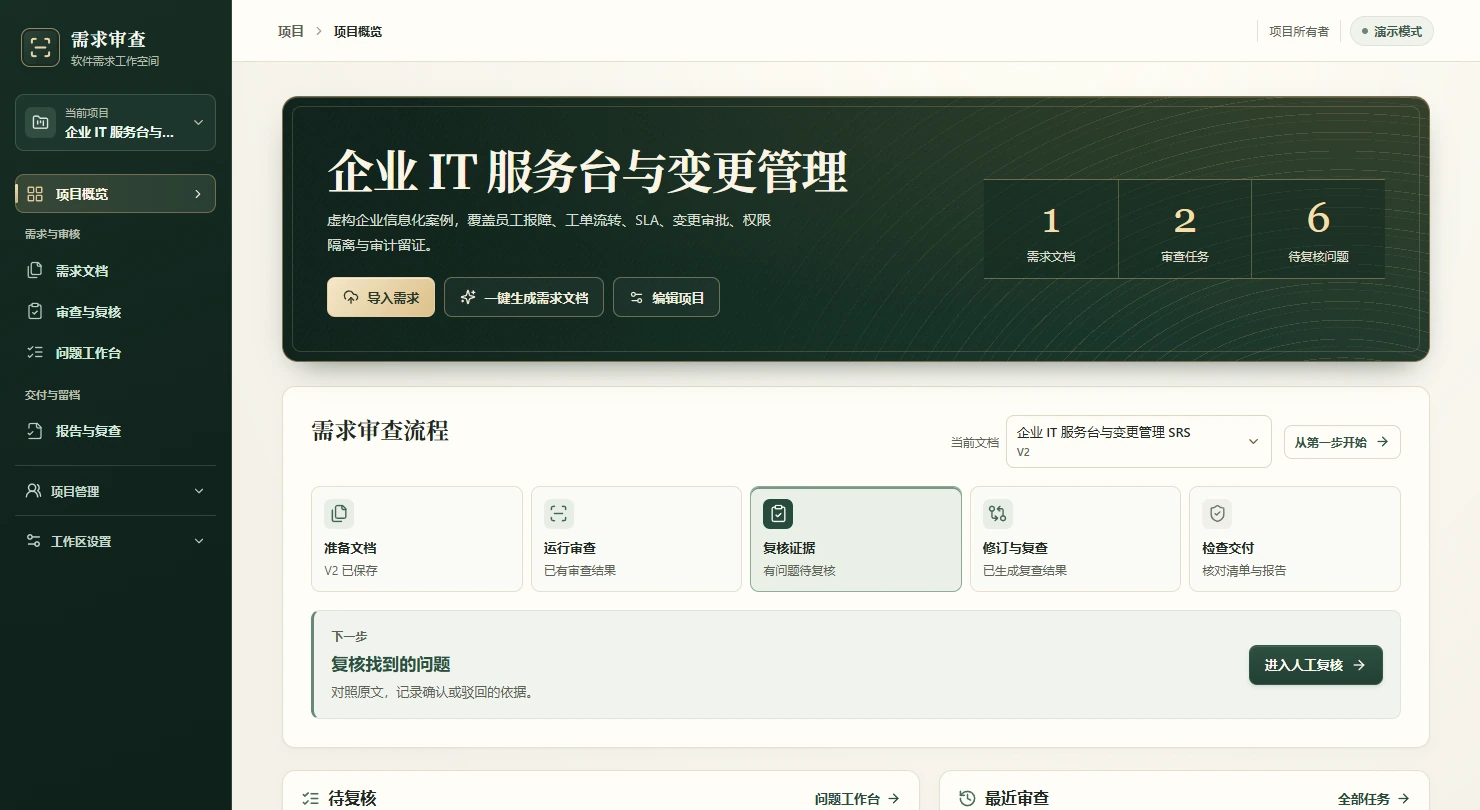 需求审查
软件需求工作空间
当前项目
企业 IT 服务台与...
项目概览
需求与审核
需求文档
审查与复核
问题工作台
交付与留档
报告与复查
项目管理
工作区设置
项目
项目概览
项目所有者
演示模式
企业 IT 服务台与变更管理
虚构企业信息化案例，覆盖员工报障、工单流转、SLA、变更审批、权限
隔离与审计留证。
导入需求
一键生成需求文档
编辑项目
1
需求文档
2
审查任务
6
待复核问题
需求审查流程
当前文档
企业 IT 服务台与变更管理 SRS
V2
从第一步开始
准备文档
V2 已保存
运行审查
已有审查结果
复核证据
有问题待复核
修订与复查
已生成复查结果
检查交付
核对清单与报告
下一步
复核找到的问题
对照原文，记录确认或驳回的依据。
进入人工复核
待复核
问题工作台
最近审查
全部任务